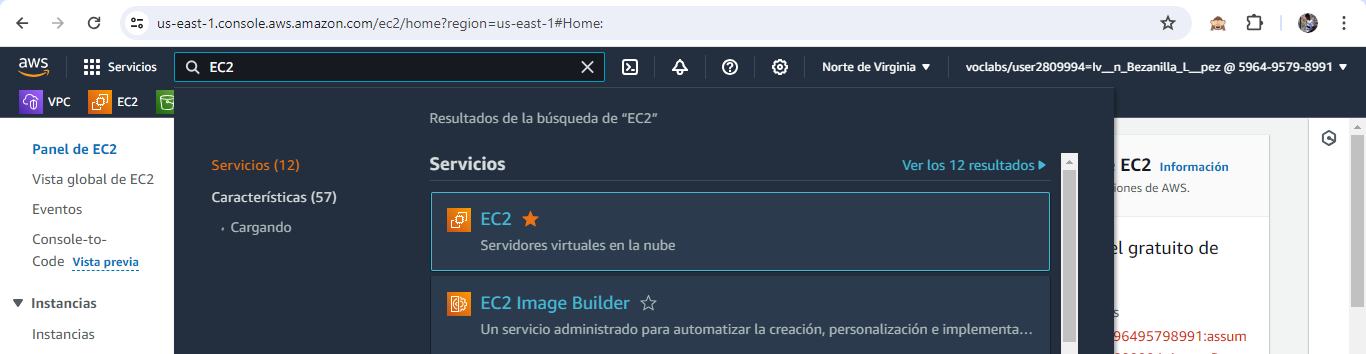 us-east-1.console.aws.amazon.com/ec2/home?region=us-east-1#Home:
aws
Servicios
EC2
Norte de Virginia
voclabs/user2809994=Iv__n_Bezanilla_L__pez @ 5964-9579-8991
VPC
EC2
Resultados de la búsqueda de “EC2”
Panel de EC2
Vista global de EC2
Eventos
Console-to-
Code Vista previa
Instancias
Instancias
Servicios (12)
Características (57)
Cargando
Servicios
Ver los 12 resultados
EC2
Servidores virtuales en la nube
EC2 Image Builder
Un servicio administrado para automatizar la creación, personalización e implementa…
EC2 Información
iones de AWS.
el gratuito de
s
96495798991:assum